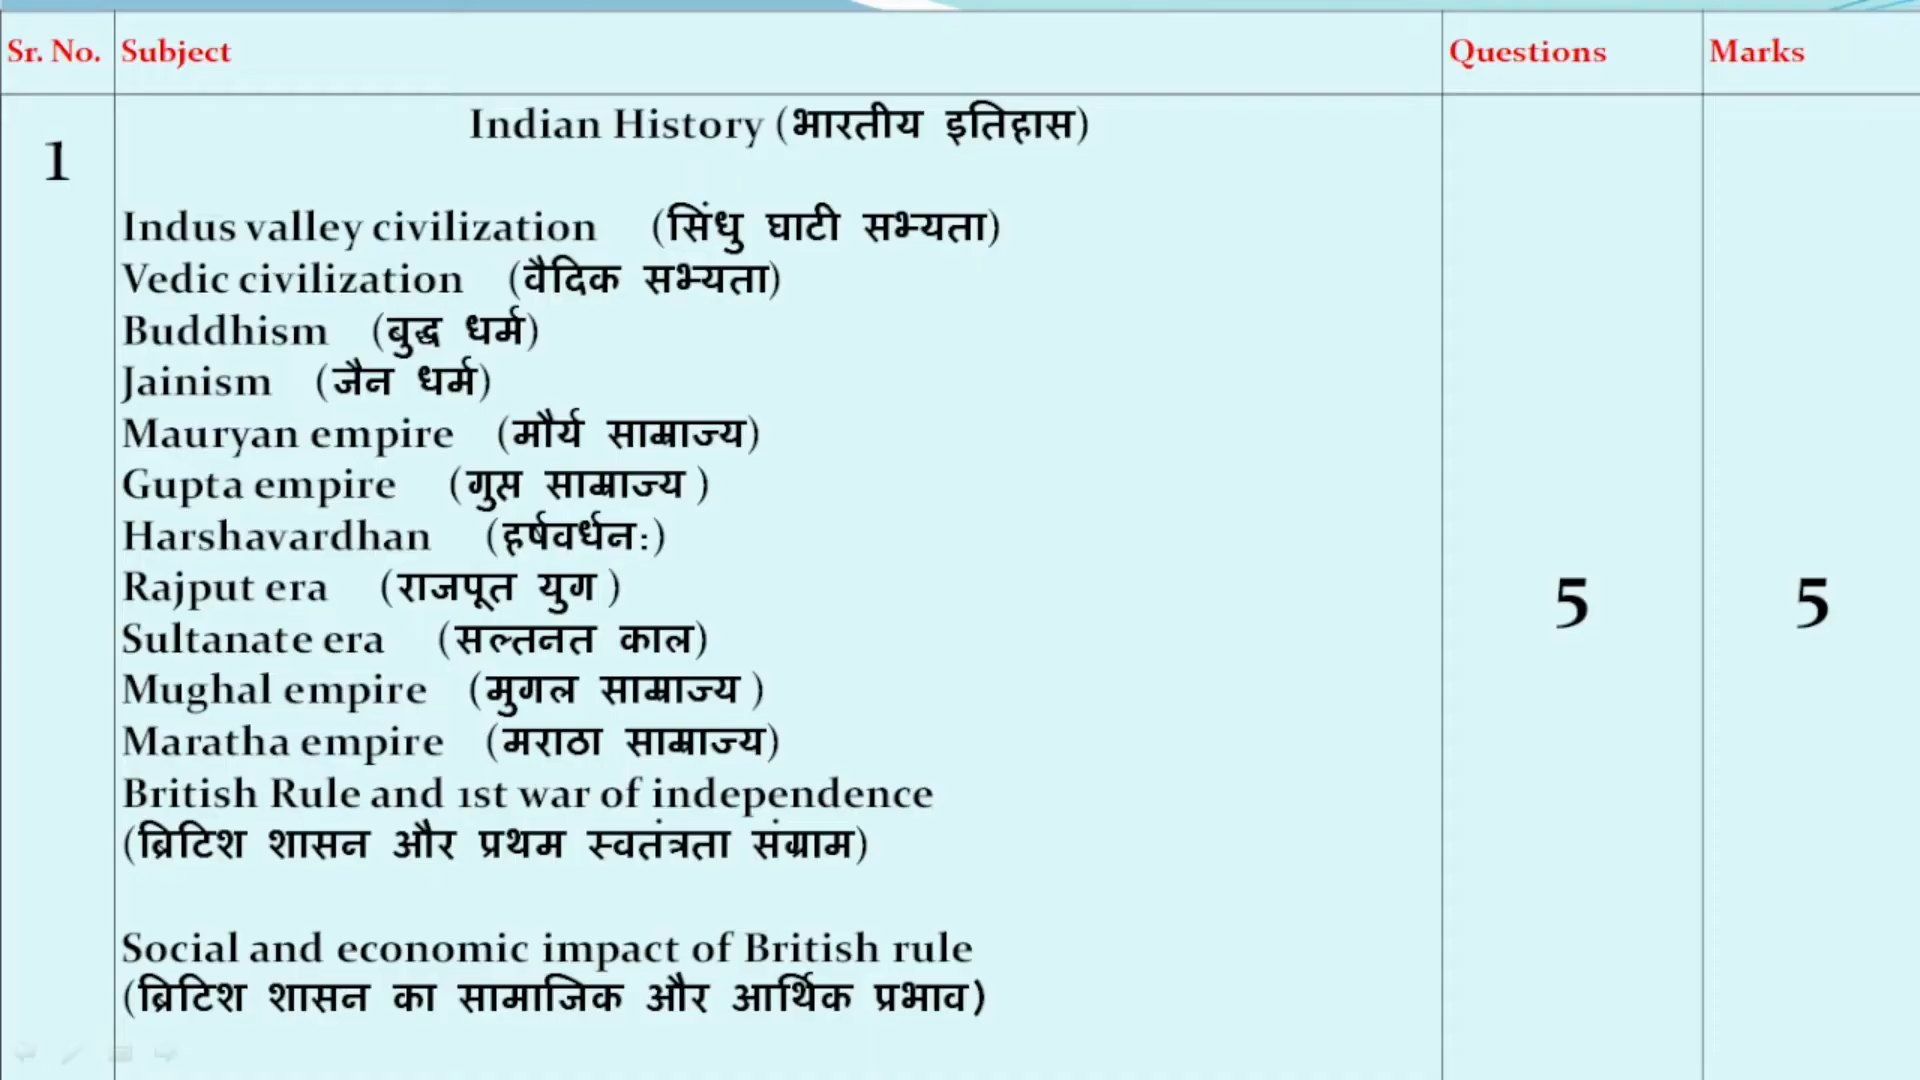 Sr. No. Subject Questions Marks
1 Indian History (भारतीय इतिहास)
Indus valley civilization (सिंधु घाटी सभ्यता)
Vedic civilization (वैदिक सभ्यता)
Buddhism (बुद्ध धर्म)
Jainism (जैन धर्म)
Mauryan empire (मौर्य साम्राज्य)
Gupta empire (गुप्त साम्राज्य )
Harshavardhan (हर्षवर्धन:)
Rajput era (राजपूत युग )
Sultanate era (सल्तनत काल)
Mughal empire (मुगल साम्राज्य )
Maratha empire (मराठा साम्राज्य)
British Rule and 1st war of independence
(ब्रिटिश शासन और प्रथम स्वतंत्रता संग्राम)
Social and economic impact of British rule
(ब्रिटिश शासन का सामाजिक और आर्थिक प्रभाव)
5 5